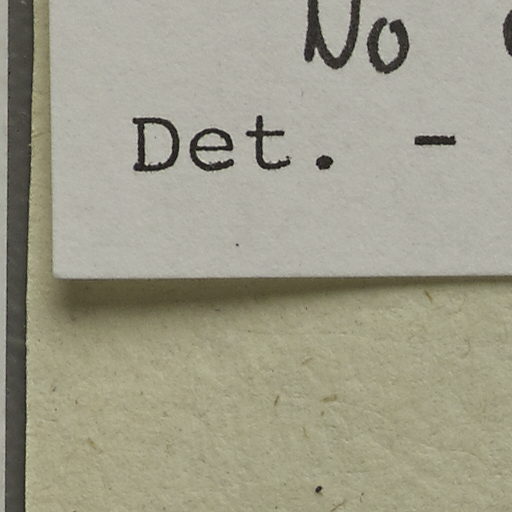 No
Det. -